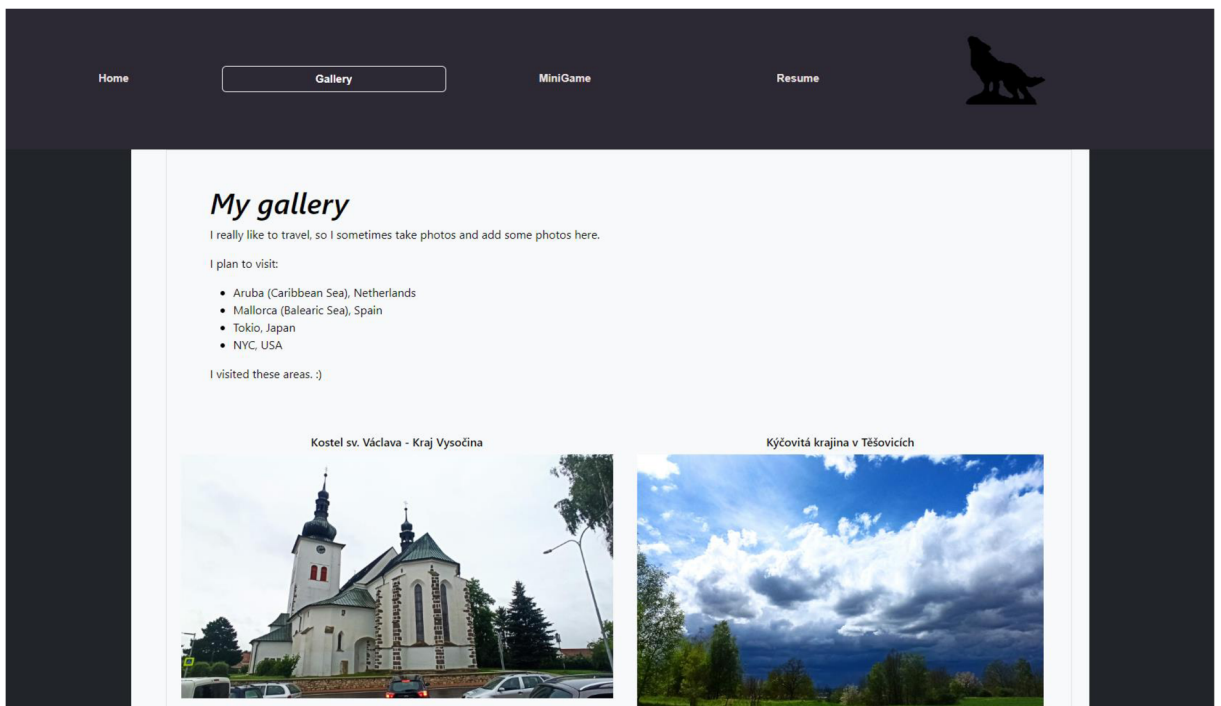 Home
Gallery
MiniGame
Resume
My gallery
I really like to travel, so I sometimes take photos and add some photos here.
I plan to visit:
Aruba (Caribbean Sea), Netherlands
Mallorca (Balearic Sea), Spain
Tokio, Japan
NYC, USA
I visited these areas. :)
Kostel sv. Václava - Kraj Vysočina
Kýčovitá krajina v Těšovicích